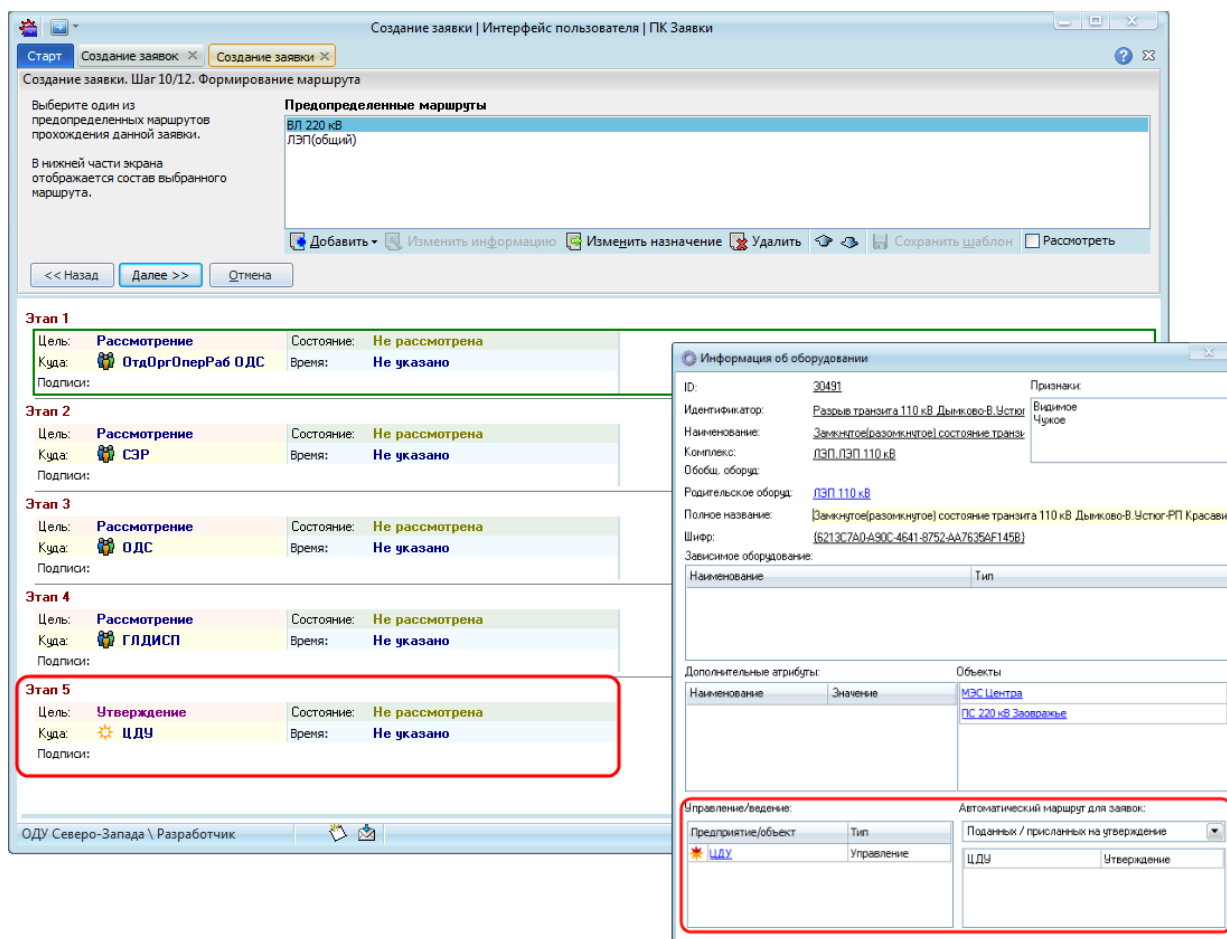 Создание заявки | Интерфейс пользователя | ПК Заявки
Старт Создание заявок Создание заявки
Создание заявки. Шаг 10/12. Формирование маршрута
Выберите один из
предопределенных маршрутов
прохождения данной заявки.
В нижней части экрана
отображается состав выбранного
маршрута.
Предопределенные маршруты
ВЛ 220 кВ
ЛЭП(общий)
Добавить Изменить информацию Изменить назначение Удалить Сохранить шаблон Рассмотреть
<< Назад Далее >> Отмена
Этап 1
Цель: Рассмотрение Состояние: Не рассмотрена
Куда: ОтдОргОперРаб ОДС Время: Не указано
Подписи:
Этап 2
Цель: Рассмотрение Состояние: Не рассмотрена
Куда: СЭР Время: Не указано
Подписи:
Этап 3
Цель: Рассмотрение Состояние: Не рассмотрена
Куда: ОДС Время: Не указано
Подписи:
Этап 4
Цель: Рассмотрение Состояние: Не рассмотрена
Куда: ГЛДИСП Время: Не указано
Подписи:
Этап 5
Цель: Утверждение Состояние: Не рассмотрена
Куда: ЦДУ Время: Не указано
Подписи:
ОДУ Северо-Запада \ Разработчик
Информация об оборудовании
ID: 30491 Признаки:
Идентификатор: Разрыв транзита 110 кВ Дымково-В.Устюг Видимое
Чужое
Наименование: Замкнутое(разомкнутое) состояние транзи
Комплекс: ЛЭП.ЛЭП 110 кВ
Обобщ. оборуд:
Родительское оборуд: ЛЭП 110 кВ
Полное название: Замкнутое(разомкнутое) состояние транзита 110 кВ Дымково-В.Устюг-РП Красави
Шифр: {6213C7A0-A90C-4641-8752-AA7635AF145B}
Зависимое оборудование:
Наименование Тип
Дополнительные атрибуты: Объекты
Наименование Значение МЭС Центра
ПС 220 кВ Заовражье
Управление/ведение: Автоматический маршрут для заявок:
Предприятие/объект Тип Поданных / присланных на утверждение
ЦДУ Управление ЦДУ Утверждение